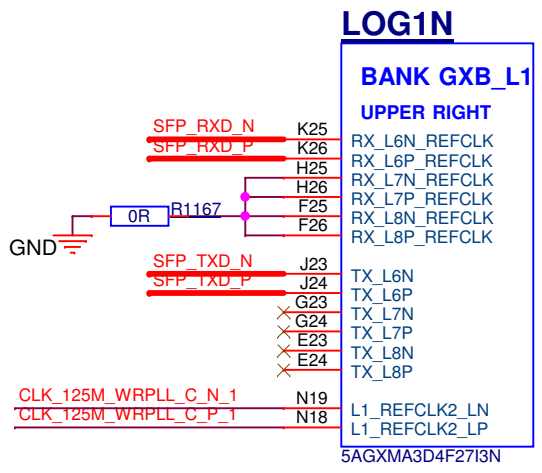 LOG1N
BANK GXB_L1
UPPER RIGHT
SFP_RXD_N K25 RX_L6N_REFCLK
SFP_RXD_P K26 RX_L6P_REFCLK
H25 RX_L7N_REFCLK
H26 RX_L7P_REFCLK
0R R1167 F25 RX_L8N_REFCLK
F26 RX_L8P_REFCLK
GND
SFP_TXD_N J23 TX_L6N
SFP_TXD_P J24 TX_L6P
G23 TX_L7N
G24 TX_L7P
E23 TX_L8N
E24 TX_L8P
CLK_125M_WRPLL_C_N_1 N19 L1_REFCLK2_LN
CLK_125M_WRPLL_C_P_1 N18 L1_REFCLK2_LP
5AGXMA3D4F27I3N